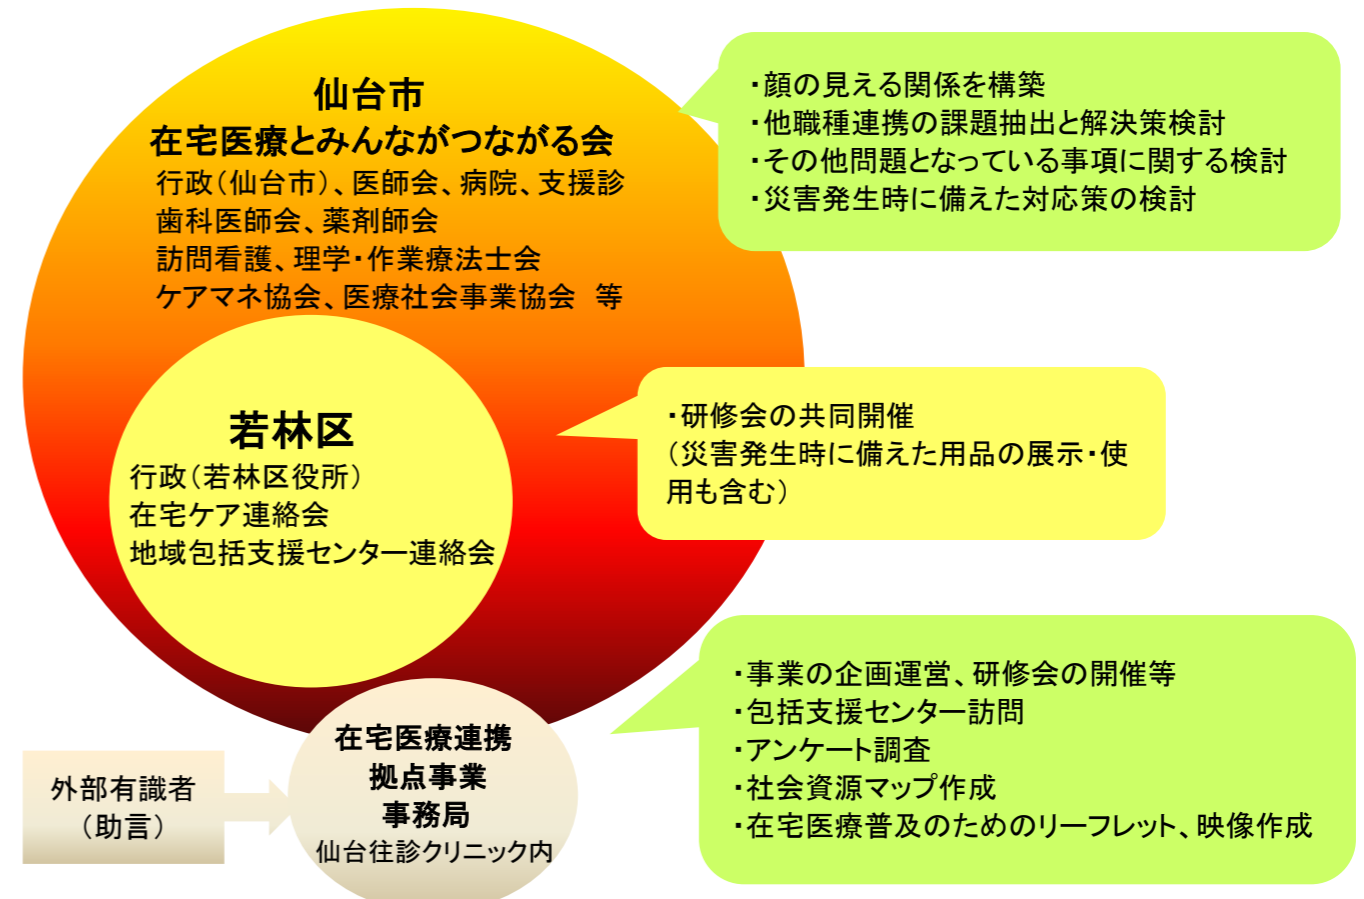 仙台市
在宅医療とみんながつながる会
行政(仙台市)、医師会、病院、支援診
歯科医師会、薬剤師会
訪問看護、理学・作業療法士会
ケアマネ協会、医療社会事業協会　等
・顔の見える関係を構築
・他職種連携の課題抽出と解決策検討
・その他問題となっている事項に関する検討
・災害発生時に備えた対応策の検討
若林区
行政(若林区役所)
在宅ケア連絡会
地域包括支援センター連絡会
・研修会の共同開催
(災害発生時に備えた用品の展示・使
用も含む)
在宅医療連携
拠点事業
事務局
仙台往診クリニック内
外部有識者
(助言)
・事業の企画運営、研修会の開催等
・包括支援センター訪問
・アンケート調査
・社会資源マップ作成
・在宅医療普及のためのリーフレット、映像作成